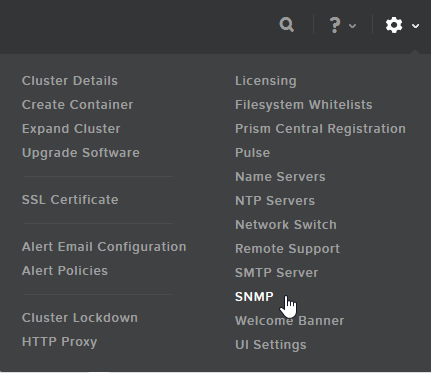 ?
Cluster Details
Create Container
Expand Cluster
Upgrade Software
SSL Certificate
Alert Email Configuration
Alert Policies
Cluster Lockdown
HTTP Proxy
Licensing
Filesystem Whitelists
Prism Central Registration
Pulse
Name Servers
NTP Servers
Network Switch
Remote Support
SMTP Server
SNMP
Welcome Banner
UI Settings